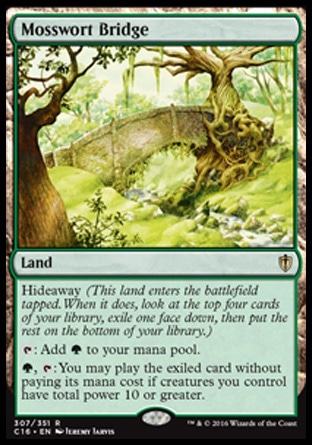 Mosswort Bridge
Land
Hideaway (This land enters the battlefield
tapped. When it does, look at the top four cards
of your library, exile one face down, then put the
rest on the bottom of your library.)
: Add to your mana pool.
, : You may play the exiled card without
paying its mana cost if creatures you control
have total power 10 or greater.
307/351 R
C16 • EN Jeremy Jarvis
™ & © 2016 Wizards of the Coast